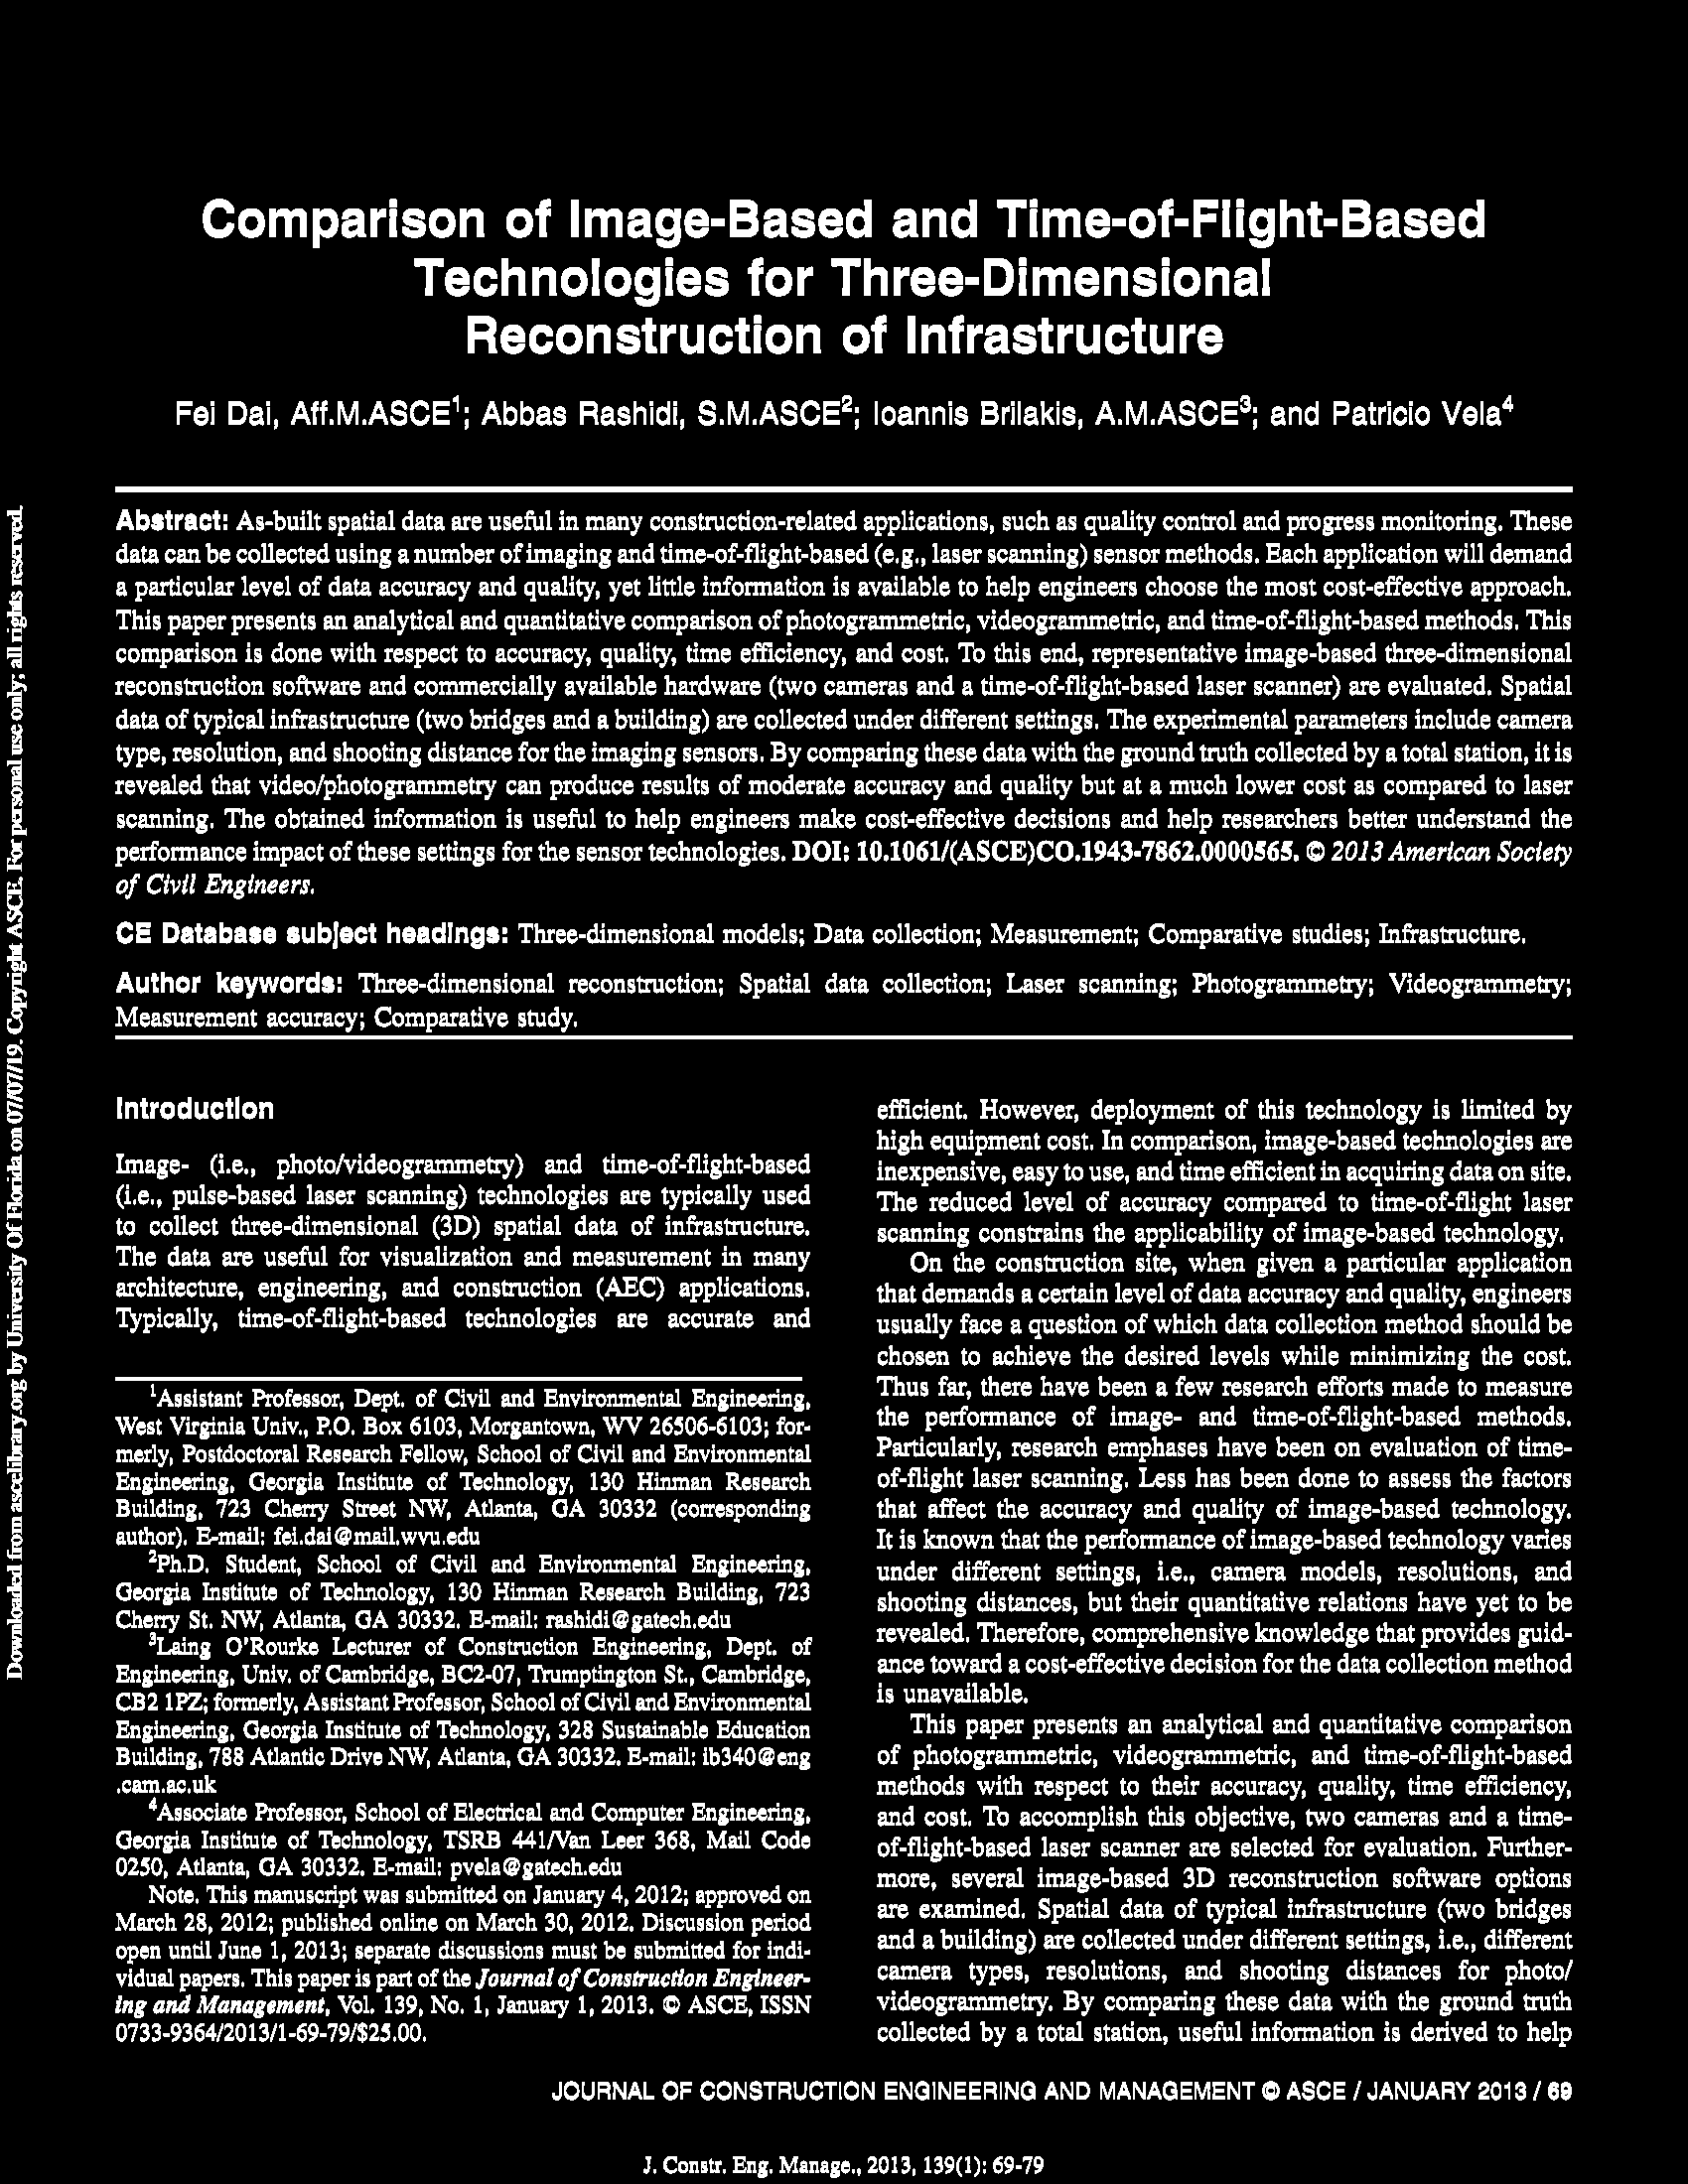 Comparison of Image-Based and Time-of-Flight-Based
Technologies for Three-Dimensional
Reconstruction of Infrastructure
Fei Dai, Aff.M.ASCE¹; Abbas Rashidi, S.M.ASCE²; Ioannis Brilakis, A.M.ASCE³; and Patricio Vela⁴
Abstract: As-built spatial data are useful in many construction-related applications, such as quality control and progress monitoring. These
data can be collected using a number of imaging and time-of-flight-based (e.g., laser scanning) sensor methods. Each application will demand
a particular level of data accuracy and quality, yet little information is available to help engineers choose the most cost-effective approach.
This paper presents an analytical and quantitative comparison of photogrammetric, videogrammetric, and time-of-flight-based methods. This
comparison is done with respect to accuracy, quality, time efficiency, and cost. To this end, representative image-based three-dimensional
reconstruction software and commercially available hardware (two cameras and a time-of-flight-based laser scanner) are evaluated. Spatial
data of typical infrastructure (two bridges and a building) are collected under different settings. The experimental parameters include camera
type, resolution, and shooting distance for the imaging sensors. By comparing these data with the ground truth collected by a total station, it is
revealed that video/photogrammetry can produce results of moderate accuracy and quality but at a much lower cost as compared to laser
scanning. The obtained information is useful to help engineers make cost-effective decisions and help researchers better understand the
performance impact of these settings for the sensor technologies. DOI: 10.1061/(ASCE)CO.1943-7862.0000565. © 2013 American Society
of Civil Engineers.
CE Database subject headings: Three-dimensional models; Data collection; Measurement; Comparative studies; Infrastructure.
Author keywords: Three-dimensional reconstruction; Spatial data collection; Laser scanning; Photogrammetry; Videogrammetry;
Measurement accuracy; Comparative study.
Introduction
Image- (i.e., photo/videogrammetry) and time-of-flight-based
(i.e., pulse-based laser scanning) technologies are typically used
to collect three-dimensional (3D) spatial data of infrastructure.
The data are useful for visualization and measurement in many
architecture, engineering, and construction (AEC) applications.
Typically, time-of-flight-based technologies are accurate and
¹Assistant Professor, Dept. of Civil and Environmental Engineering,
West Virginia Univ., P.O. Box 6103, Morgantown, WV 26506-6103; for-
merly, Postdoctoral Research Fellow, School of Civil and Environmental
Engineering, Georgia Institute of Technology, 130 Hinman Research
Building, 723 Cherry Street NW, Atlanta, GA 30332 (corresponding
author). E-mail: fei.dai@mail.wvu.edu
²Ph.D. Student, School of Civil and Environmental Engineering,
Georgia Institute of Technology, 130 Hinman Research Building, 723
Cherry St. NW, Atlanta, GA 30332. E-mail: rashidi@gatech.edu
³Laing O'Rourke Lecturer of Construction Engineering, Dept. of
Engineering, Univ. of Cambridge, BC2-07, Trumptington St., Cambridge,
CB2 1PZ; formerly, Assistant Professor, School of Civil and Environmental
Engineering, Georgia Institute of Technology, 328 Sustainable Education
Building, 788 Atlantic Drive NW, Atlanta, GA 30332. E-mail: ib340@eng
.cam.ac.uk
⁴Associate Professor, School of Electrical and Computer Engineering,
Georgia Institute of Technology, TSRB 441/Van Leer 368, Mail Code
0250, Atlanta, GA 30332. E-mail: pvela@gatech.edu
Note. This manuscript was submitted on January 4, 2012; approved on
March 28, 2012; published online on March 30, 2012. Discussion period
open until June 1, 2013; separate discussions must be submitted for indi-
vidual papers. This paper is part of the Journal of Construction Engineer-
ing and Management, Vol. 139, No. 1, January 1, 2013. © ASCE, ISSN
0733-9364/2013/1-69-79/$25.00.
efficient. However, deployment of this technology is limited by
high equipment cost. In comparison, image-based technologies are
inexpensive, easy to use, and time efficient in acquiring data on site.
The reduced level of accuracy compared to time-of-flight laser
scanning constrains the applicability of image-based technology.
On the construction site, when given a particular application
that demands a certain level of data accuracy and quality, engineers
usually face a question of which data collection method should be
chosen to achieve the desired levels while minimizing the cost.
Thus far, there have been a few research efforts made to measure
the performance of image- and time-of-flight-based methods.
Particularly, research emphases have been on evaluation of time-
of-flight laser scanning. Less has been done to assess the factors
that affect the accuracy and quality of image-based technology.
It is known that the performance of image-based technology varies
under different settings, i.e., camera models, resolutions, and
shooting distances, but their quantitative relations have yet to be
revealed. Therefore, comprehensive knowledge that provides guid-
ance toward a cost-effective decision for the data collection method
is unavailable.
This paper presents an analytical and quantitative comparison
of photogrammetric, videogrammetric, and time-of-flight-based
methods with respect to their accuracy, quality, time efficiency,
and cost. To accomplish this objective, two cameras and a time-
of-flight-based laser scanner are selected for evaluation. Further-
more, several image-based 3D reconstruction software options
are examined. Spatial data of typical infrastructure (two bridges
and a building) are collected under different settings, i.e., different
camera types, resolutions, and shooting distances for photo/
videogrammetry. By comparing these data with the ground truth
collected by a total station, useful information is derived to help
JOURNAL OF CONSTRUCTION ENGINEERING AND MANAGEMENT © ASCE / JANUARY 2013 / 69
J. Constr. Eng. Manage., 2013, 139(1): 69-79
Downloaded from ascelibrary.org by University Of Florida on 07/07/19. Copyright ASCE. For personal use only; all rights reserved.